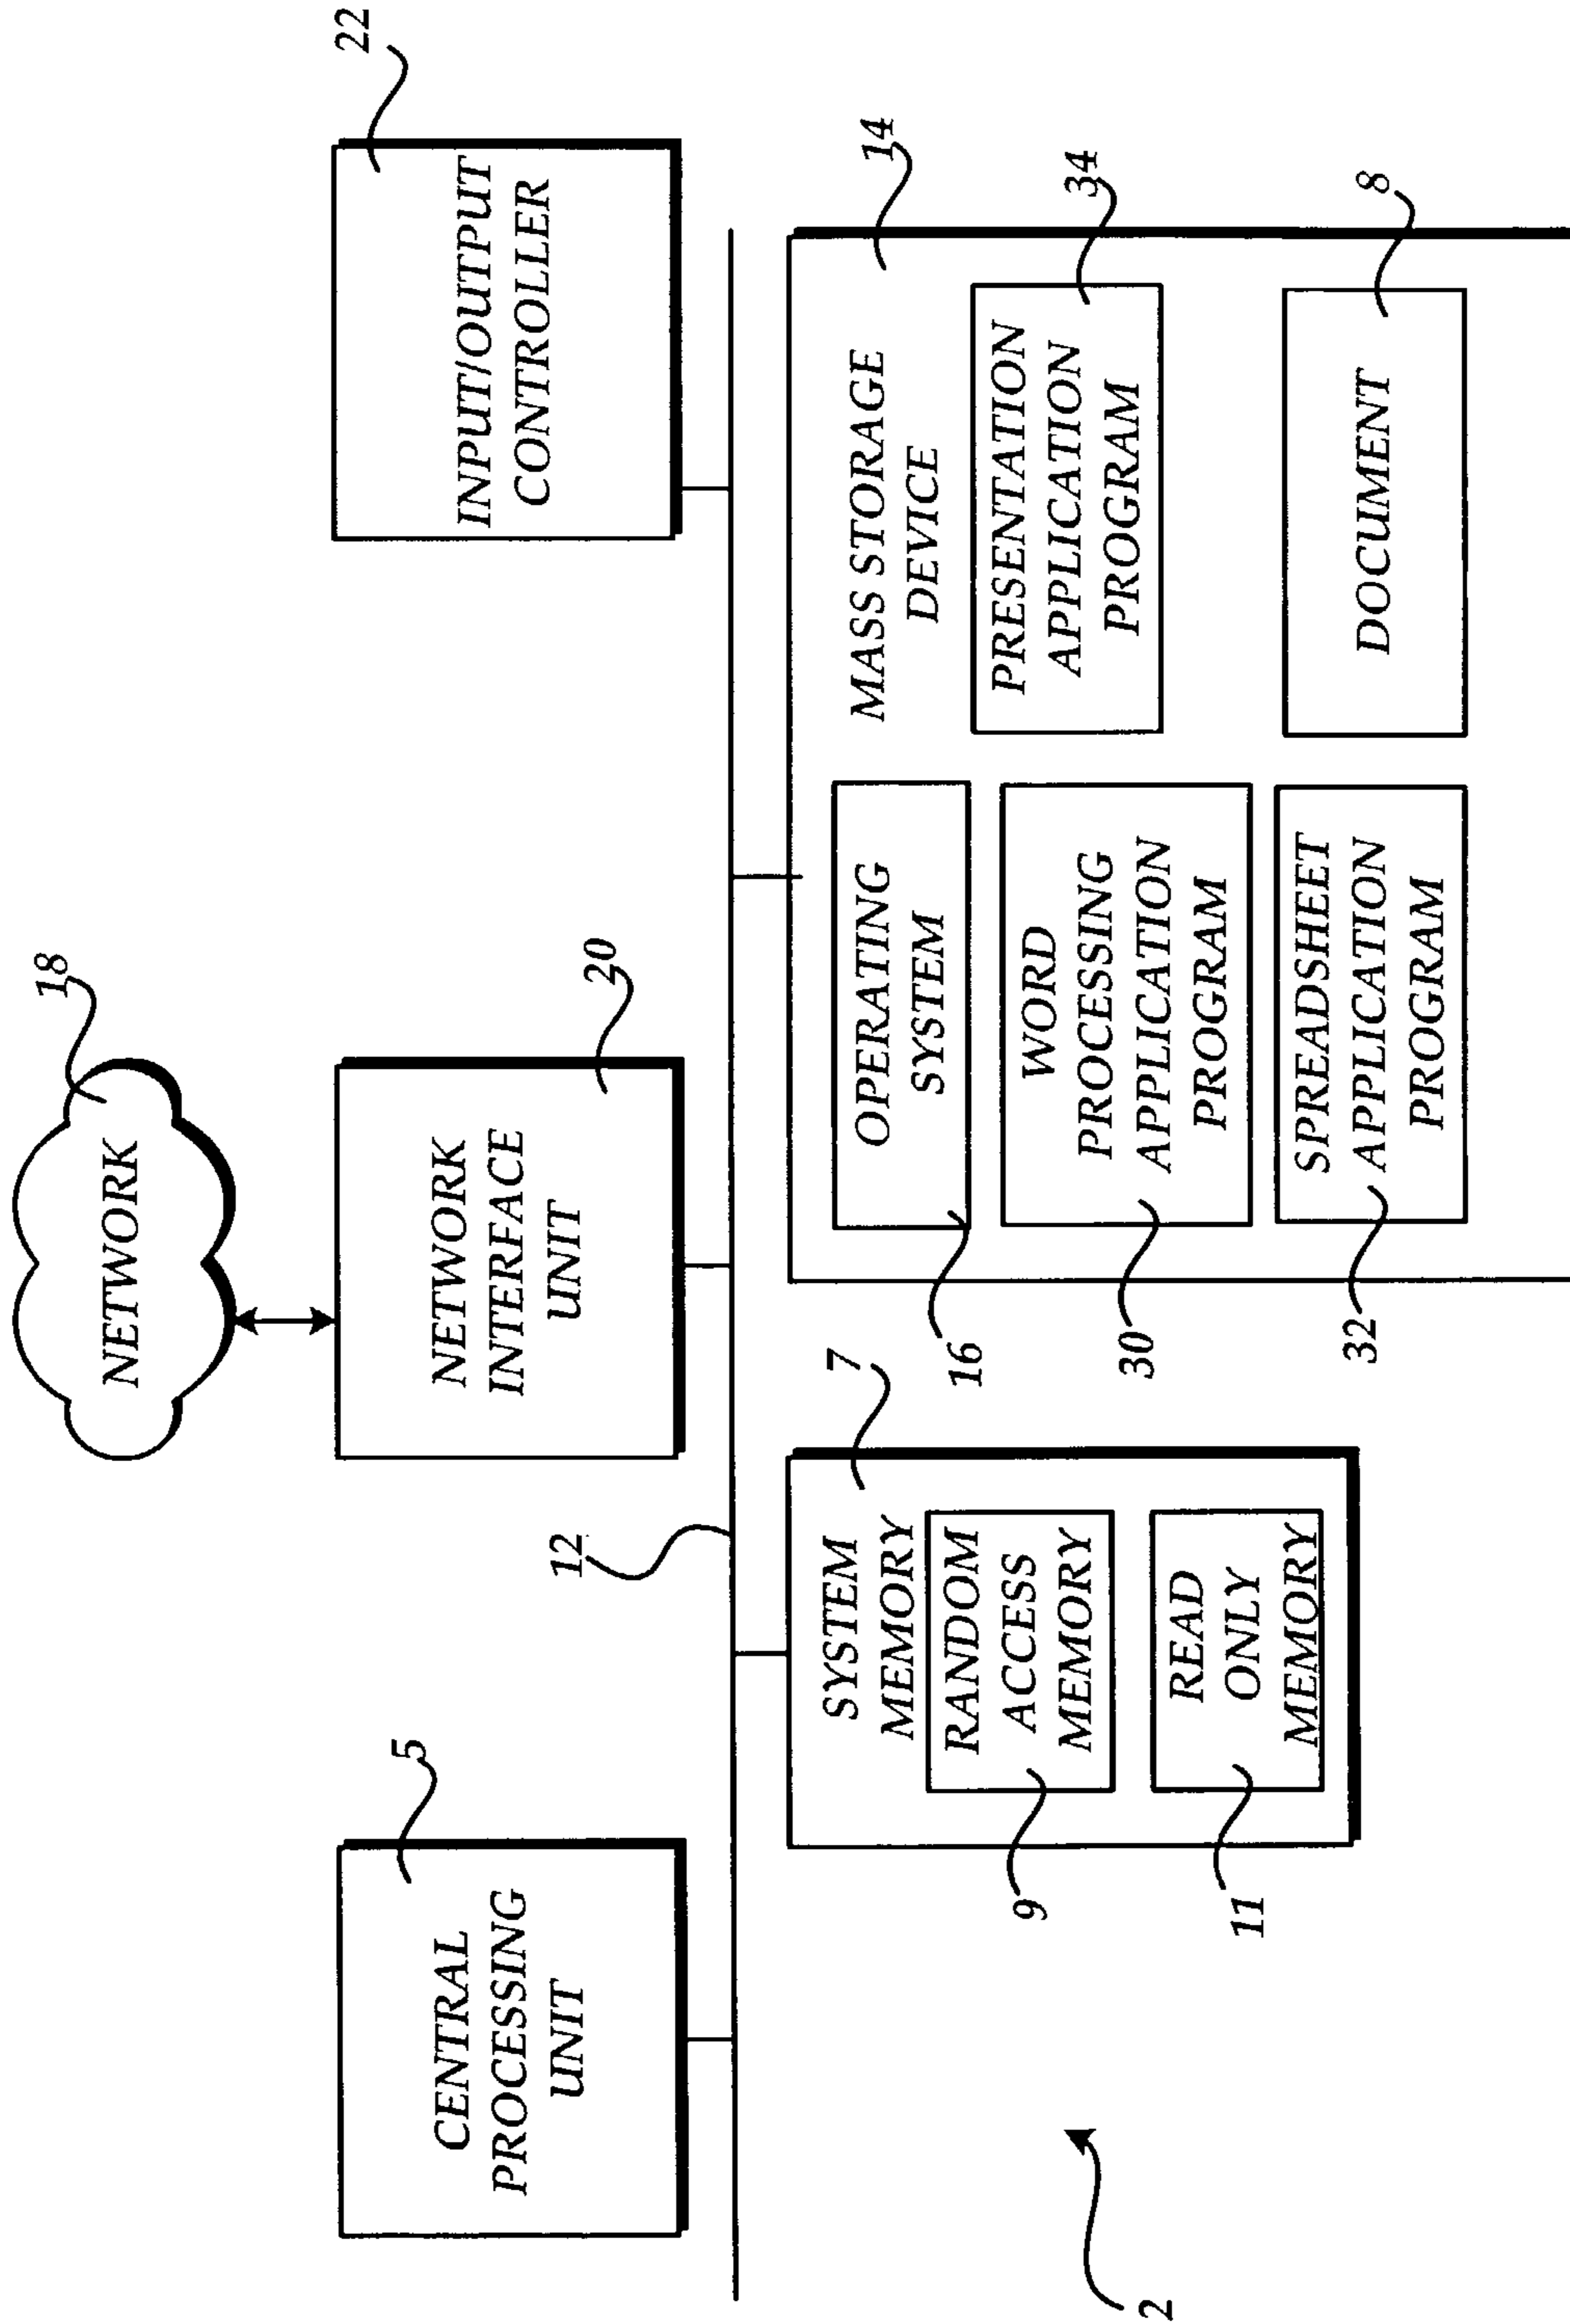 NETWORK
18
CENTRAL
PROCESSING
UNIT
5
NETWORK
INTERFACE
UNIT
20
INPUT/OUTPUT
CONTROLLER
22
12
SYSTEM
MEMORY
7
RANDOM
ACCESS
MEMORY
9
READ
ONLY
MEMORY
11
MASS STORAGE
DEVICE
14
OPERATING
SYSTEM
16
WORD
PROCESSING
APPLICATION
PROGRAM
30
SPREADSHEET
APPLICATION
PROGRAM
32
PRESENTATION
APPLICATION
PROGRAM
34
DOCUMENT
8
2